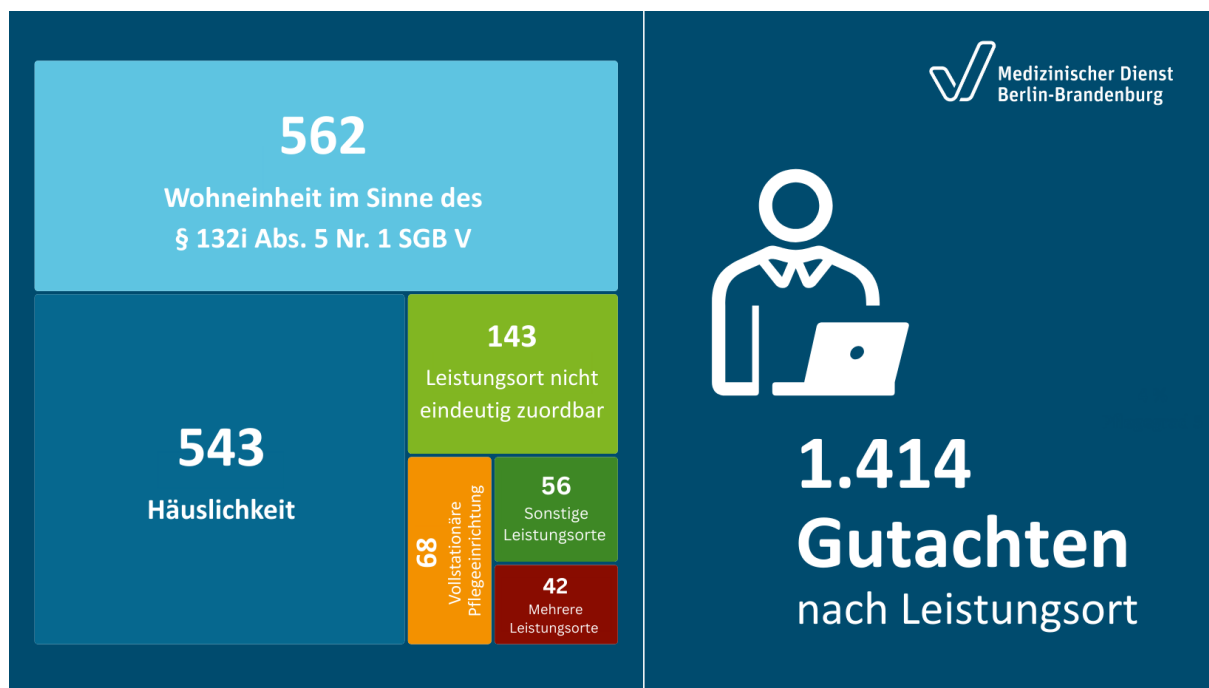 562
Wohneinheit im Sinne des
§ 132i Abs. 5 Nr. 1 SGB V
543
Häuslichkeit
143
Leistungsort nicht
eindeutig zuordbar
68
Vollstationäre
Pflegeeinrichtung
56
Sonstige
Leistungsorte
42
Mehrere
Leistungsorte
Medizinischer Dienst
Berlin-Brandenburg
1.414
Gutachten
nach Leistungsort